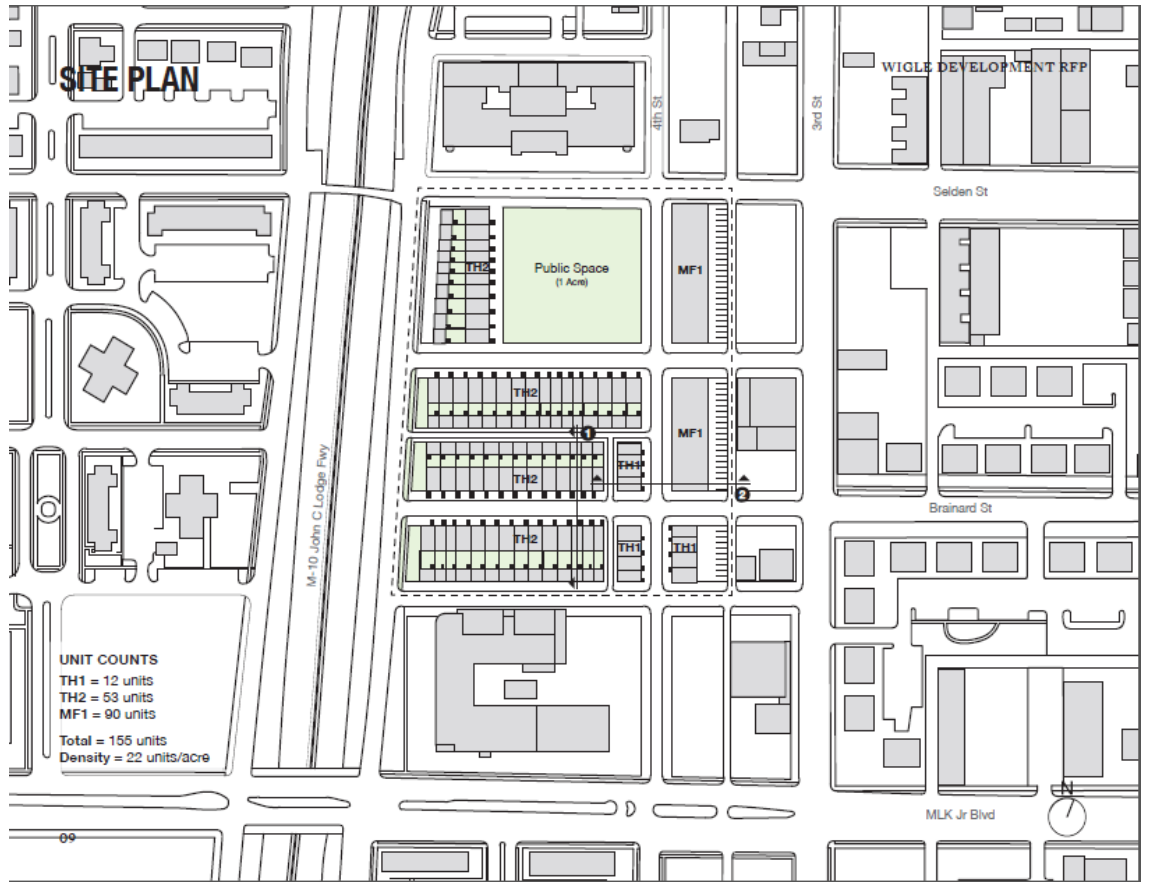 SITE PLAN
WIGLE DEVELOPMENT RFP
4th St
3rd St
Selden St
TH2
Public Space
(1 Acre)
MF1
TH2
1
MF1
TH1
TH2
2
Brainard St
M-10 John C Lodge Fwy
TH2
TH1
TH1
UNIT COUNTS
TH1 = 12 units
TH2 = 53 units
MF1 = 90 units
Total = 155 units
Density = 22 units/acre
N
MLK Jr Blvd
09